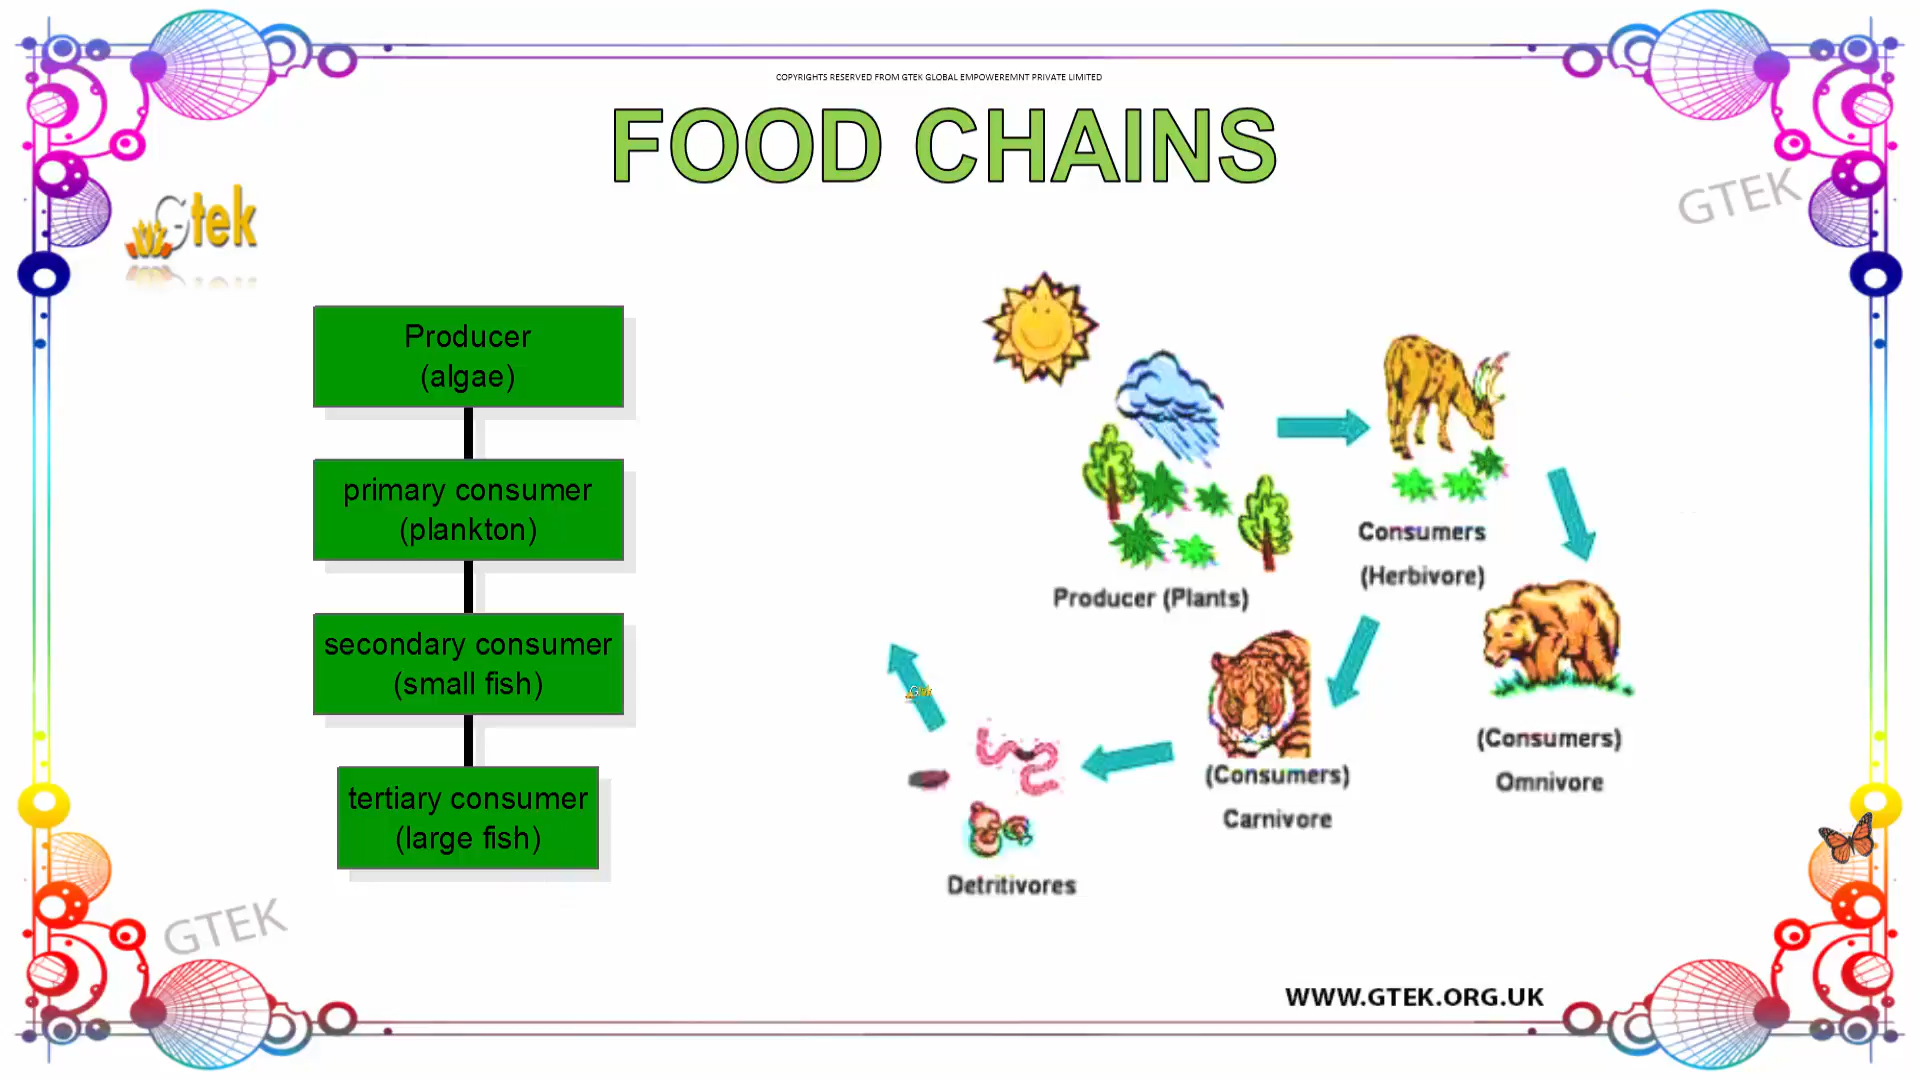 COPYRIGHTS RESERVED FROM GTEK GLOBAL EMPOWEREMNT PRIVATE LIMITED
FOOD CHAINS
Gtek
GTEK
Producer
(algae)
primary consumer
(plankton)
secondary consumer
(small fish)
tertiary consumer
(large fish)
Producer (Plants)
Consumers
(Herbivore)
(Consumers)
Omnivore
(Consumers)
Carnivore
Gtek
Detritivores
GTEK
WWW.GTEK.ORG.UK